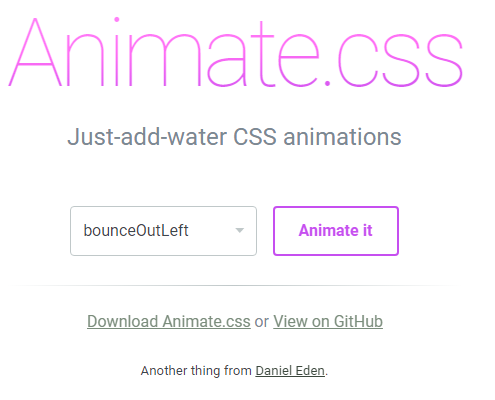 Animate.css
Just-add-water CSS animations
bounceOutLeft
Animate it
Download Animate.css or View on GitHub
Another thing from Daniel Eden.